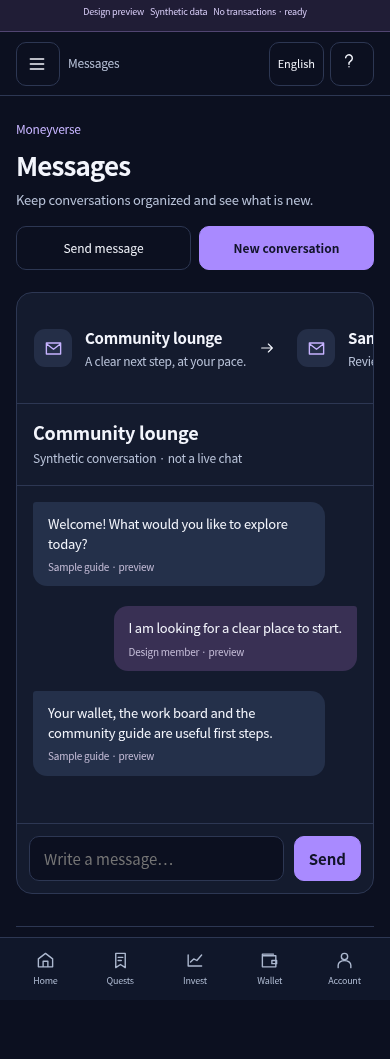 Design preview Synthetic data No transactions · ready
Messages
English
?
Moneyverse
Messages
Keep conversations organized and see what is new.
Send message
New conversation
Community lounge
A clear next step, at your pace.
→
Community lounge
Synthetic conversation · not a live chat
Welcome! What would you like to explore
today?
Sample guide · preview
I am looking for a clear place to start.
Design member · preview
Your wallet, the work board and the
community guide are useful first steps.
Sample guide · preview
Write a message…
Send
Home
Quests
Invest
Wallet
Account